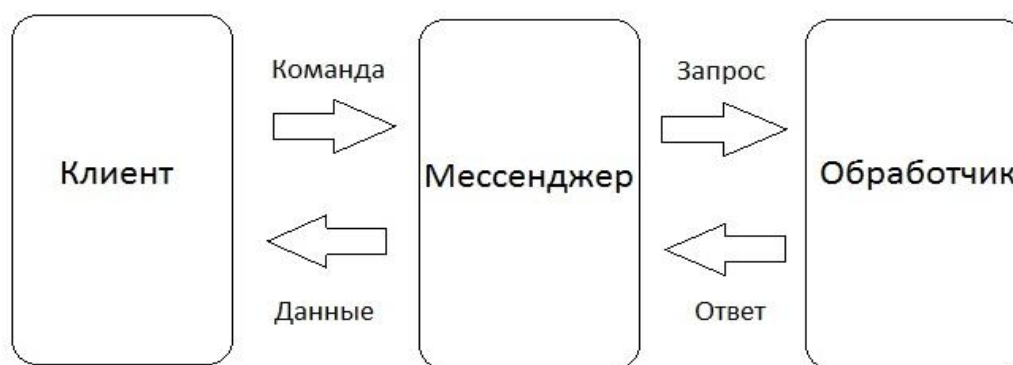 Команда
Запрос
Клиент
Мессенджер
Обработчик
Данные
Ответ